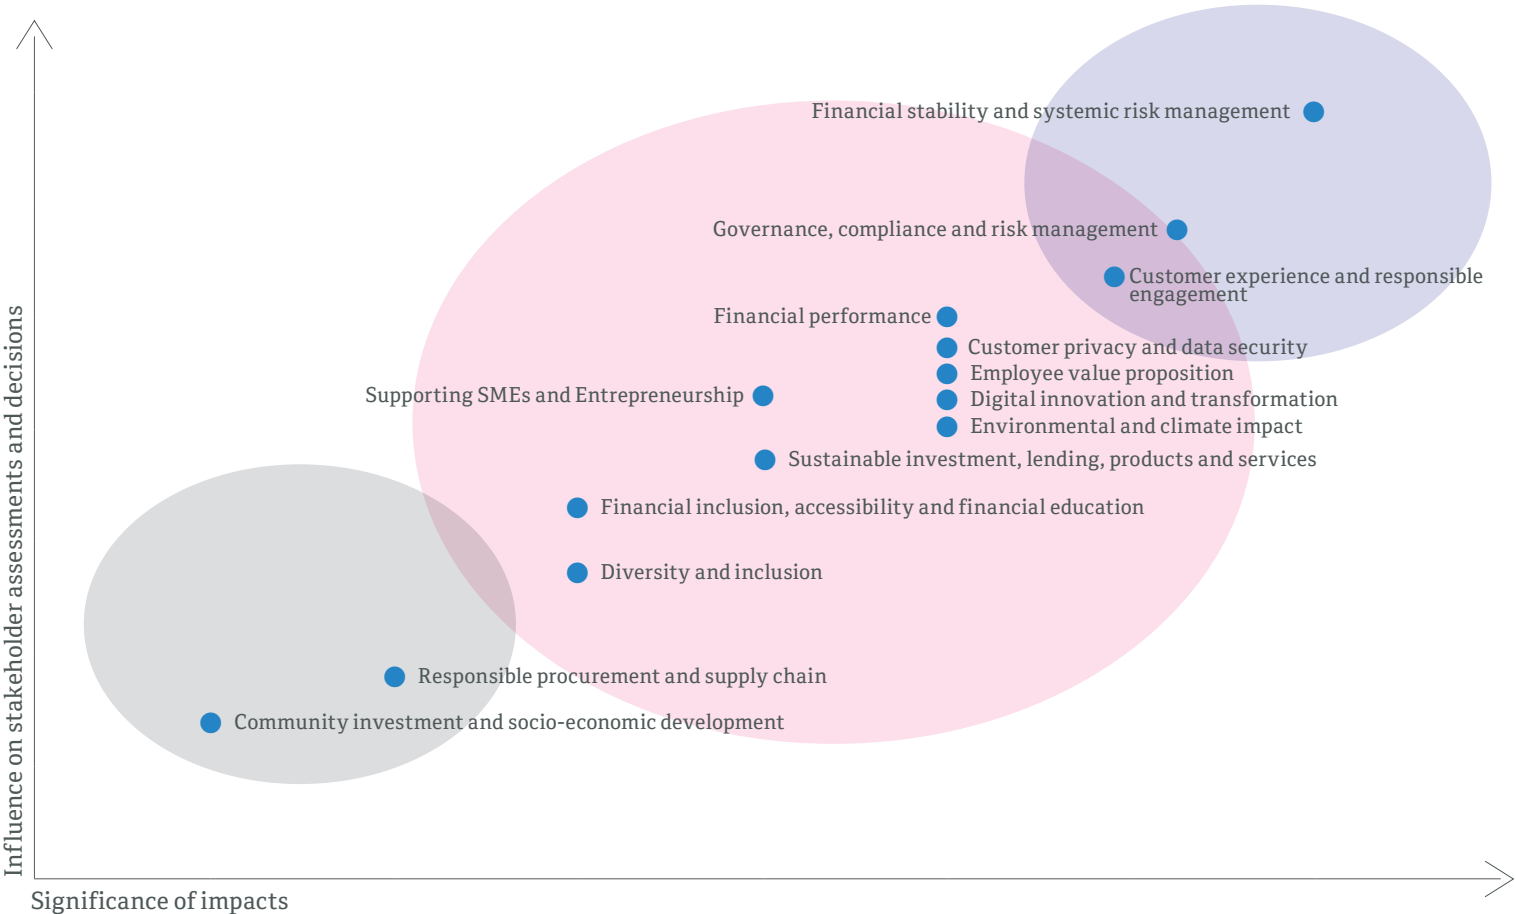 Influence on stakeholder assessments and decisions
Financial stability and systemic risk management
Governance, compliance and risk management
Customer experience and responsible
engagement
Financial performance
Customer privacy and data security
Employee value proposition
Supporting SMEs and Entrepreneurship
Digital innovation and transformation
Environmental and climate impact
Sustainable investment, lending, products and services
Financial inclusion, accessibility and financial education
Diversity and inclusion
Responsible procurement and supply chain
Community investment and socio-economic development
Significance of impacts